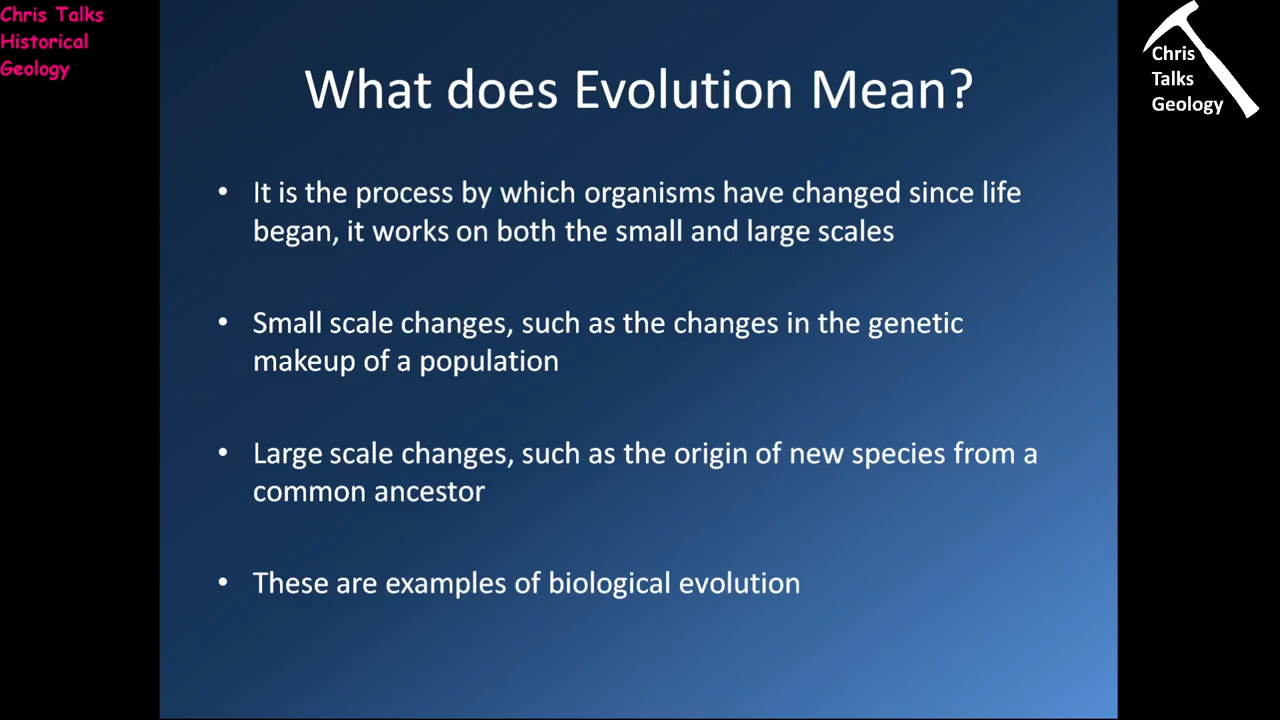 Chris Talks
Historical
Geology
Chris
Talks
Geology
What does Evolution Mean?
• It is the process by which organisms have changed since life
began, it works on both the small and large scales
• Small scale changes, such as the changes in the genetic
makeup of a population
• Large scale changes, such as the origin of new species from a
common ancestor
• These are examples of biological evolution